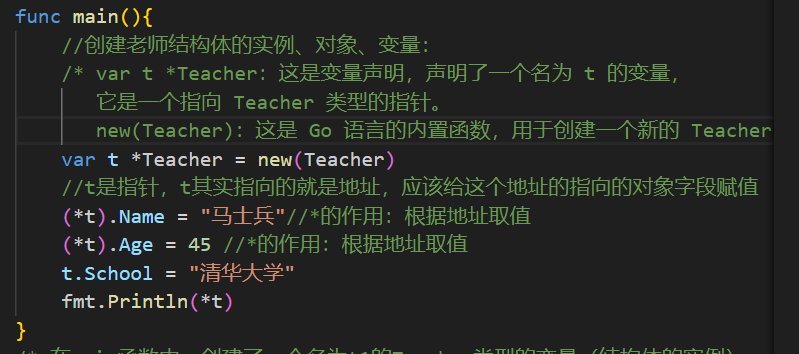 func main(){
//创建老师结构体的实例、对象、变量：
/* var t *Teacher：这是变量声明，声明了一个名为 t 的变量，
它是一个指向 Teacher 类型的指针。
new(Teacher)：这是 Go 语言的内置函数，用于创建一个新的 Teacher
var t *Teacher = new(Teacher)
//t是指针，t其实指向的就是地址，应该给这个地址的指向的对象字段赋值
(*t).Name = "马士兵"//*的作用：根据地址取值
(*t).Age = 45 //*的作用：根据地址取值
t.School = "清华大学"
fmt.Println(*t)
}